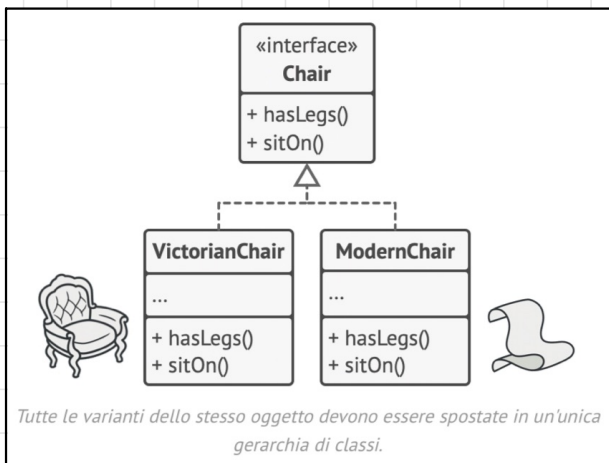 «interface»
Chair
+ hasLegs()
+ sitOn()
VictorianChair
...
+ hasLegs()
+ sitOn()
ModernChair
...
+ hasLegs()
+ sitOn()
Tutte le varianti dello stesso oggetto devono essere spostate in un'unica
gerarchia di classi.